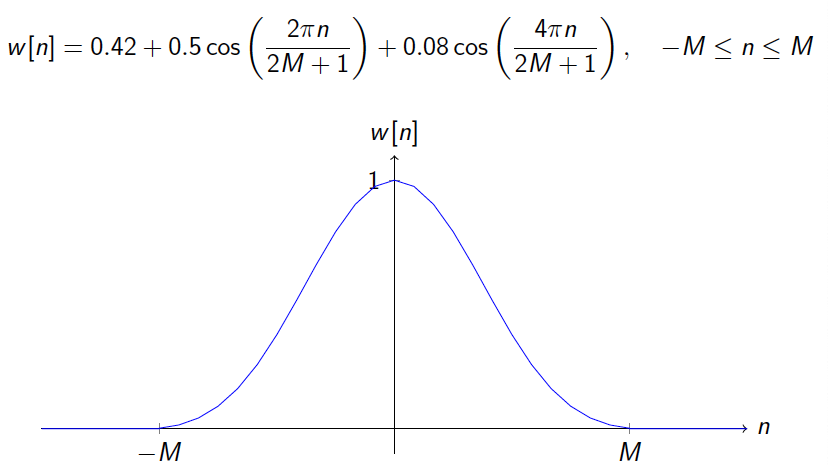 w[n] = 0.42 + 0.5 cos(2πn / 2M + 1) + 0.08 cos(4πn / 2M + 1), −M ≤ n ≤ M
w[n]
1
n
−M M